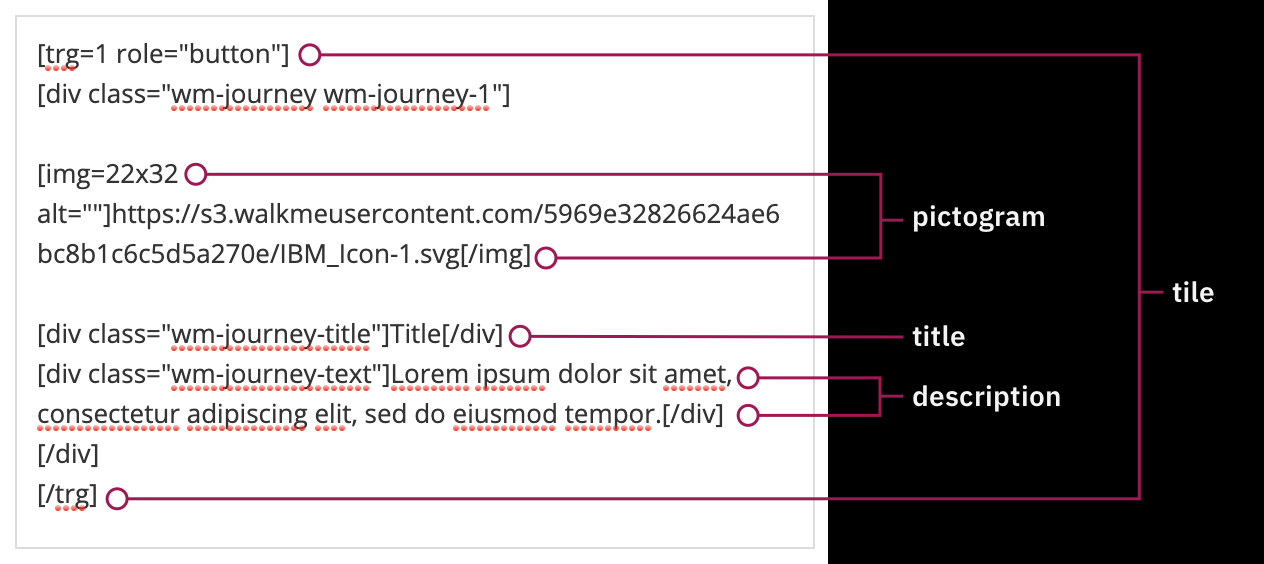 [trg=1 role="button"]
[div class="wm-journey wm-journey-1"]
[img=22x32
alt=""]https://s3.walkmeusercontent.com/5969e32826624ae6
bc8b1c6c5d5a270e/IBM_Icon-1.svg[/img]
pictogram
tile
[div class="wm-journey-title"]Title[/div]
title
[div class="wm-journey-text"]Lorem ipsum dolor sit amet,
consectetur adipiscing elit, sed do eiusmod tempor.[/div]
description
[/div]
[/trg]